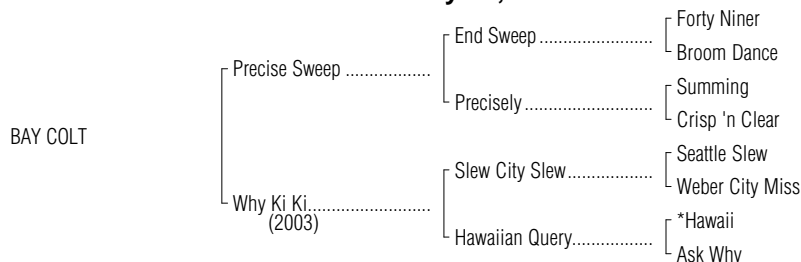 Forty Niner
End Sweep
Broom Dance
Precise Sweep
Summing
Precisely
Crisp 'n Clear
BAY COLT
Seattle Slew
Slew City Slew
Weber City Miss
Why Ki Ki
(2003)
*Hawaii
Hawaiian Query
Ask Why